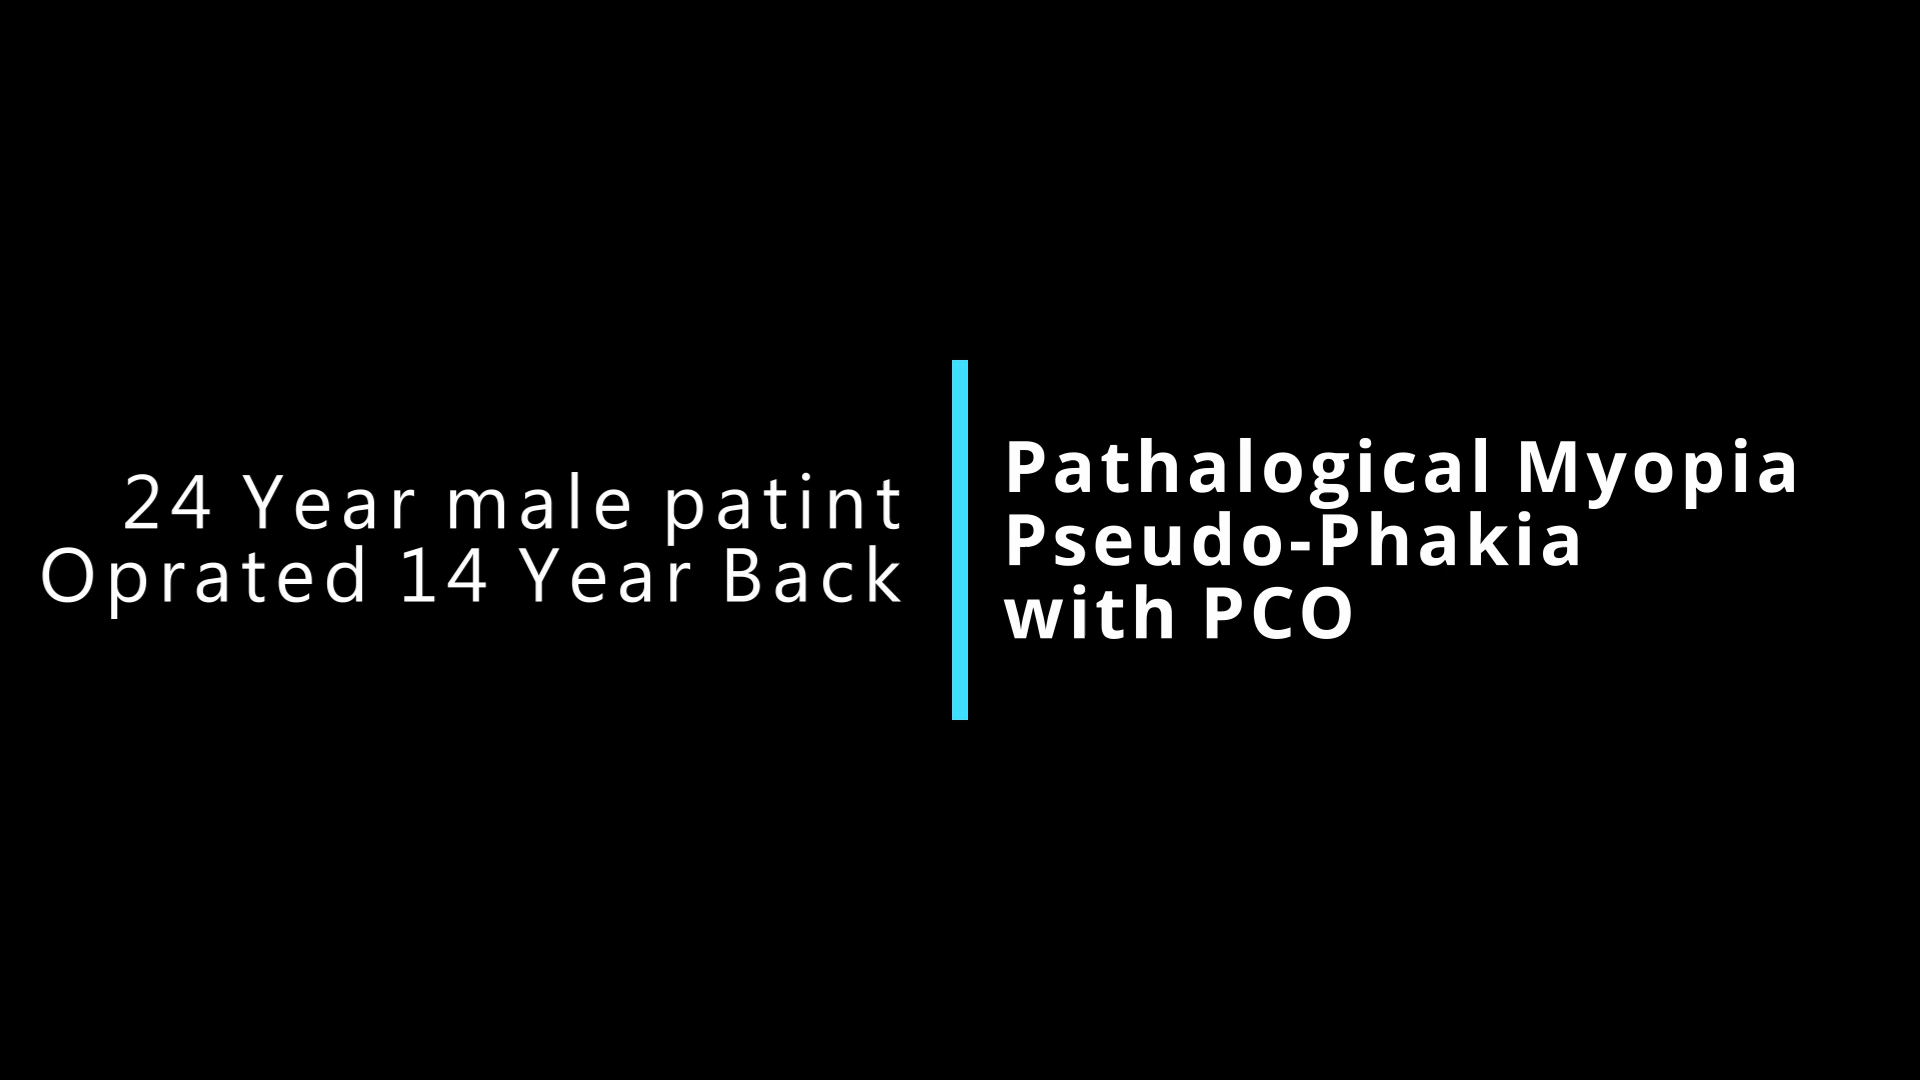 24 Year male patint
Oprated 14 Year Back
Pathalogical Myopia
Pseudo-Phakia
with PCO